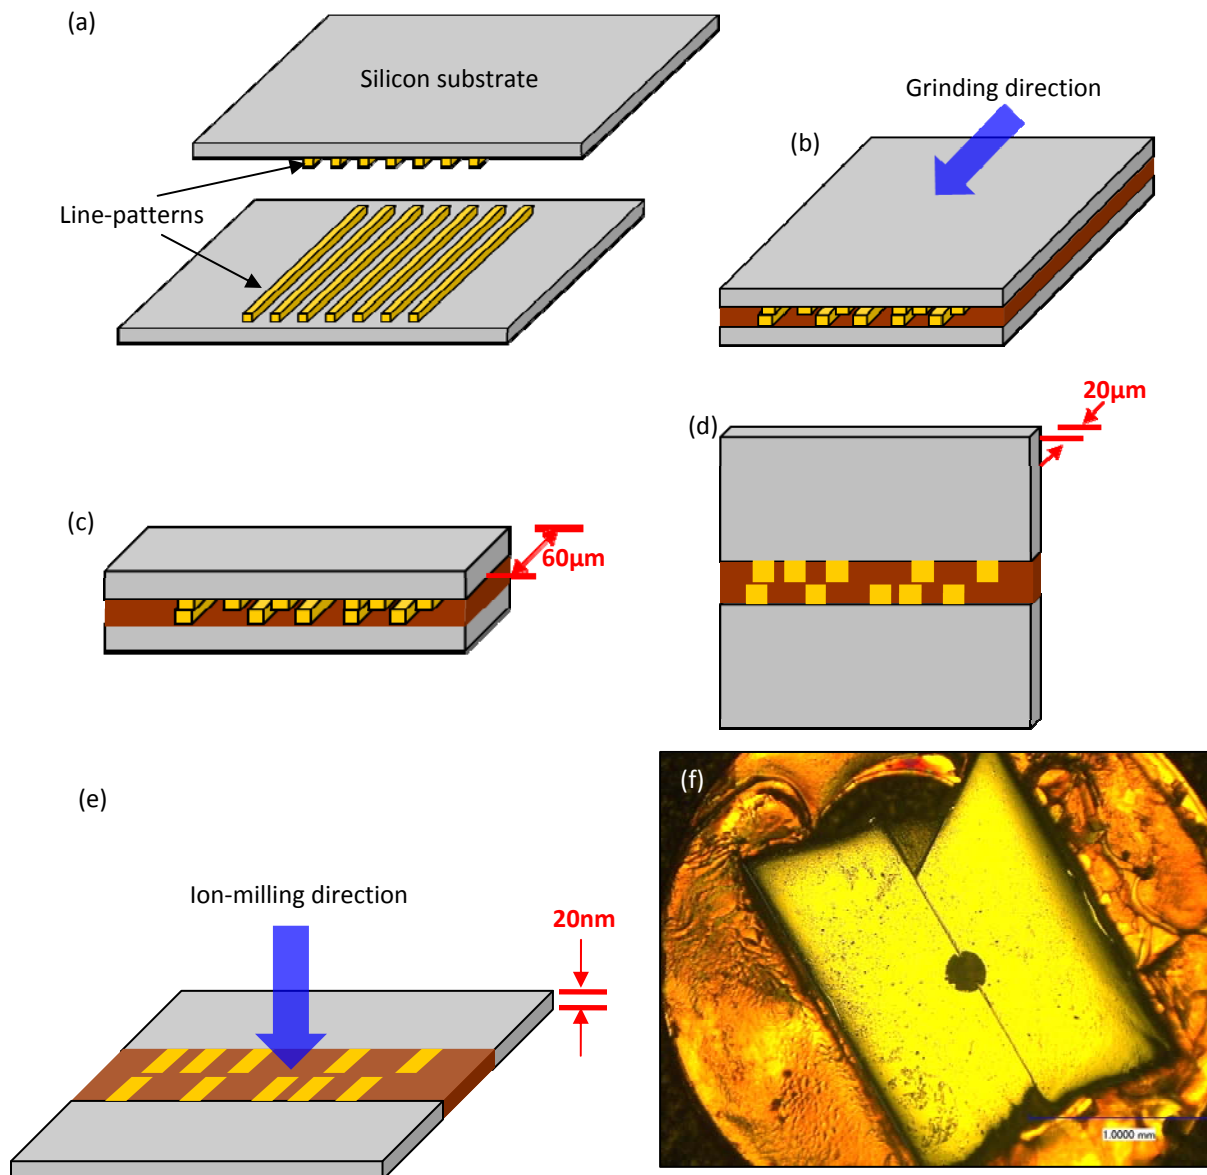 (a)
Silicon substrate
Line-patterns
Grinding direction
(b)
(c)
60µm
20µm
(d)
(e)
Ion-milling direction
20nm
(f)
1.0000 mm